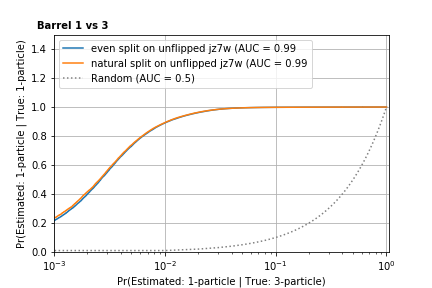 Barrel 1 vs 3
even split on unflipped jz7w (AUC = 0.99
natural split on unflipped jz7w (AUC = 0.99
Random (AUC = 0.5)
1.4
1.2
1.0
0.8
0.6
0.4
0.2
0.0
Pr(Estimated: 1-particle | True: 1-particle)
10⁻³
10⁻²
10⁻¹
10⁰
Pr(Estimated: 1-particle | True: 3-particle)